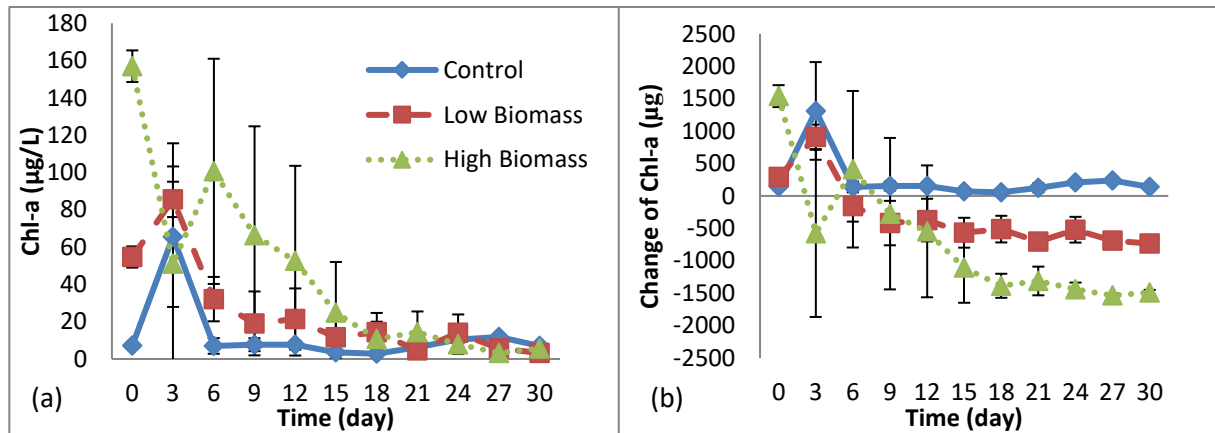 180
160
140
120
100
80
60
40
20
0
Chl-a (µg/L)
Control
Low Biomass
High Biomass
0 3 6 9 12 15 18 21 24 27 30
(a)
Time (day)
2500
2000
1500
1000
500
0
-500
-1000
-1500
-2000
-2500
Change of Chl-a (µg)
0 3 6 9 12 15 18 21 24 27 30
(b)
Time (day)